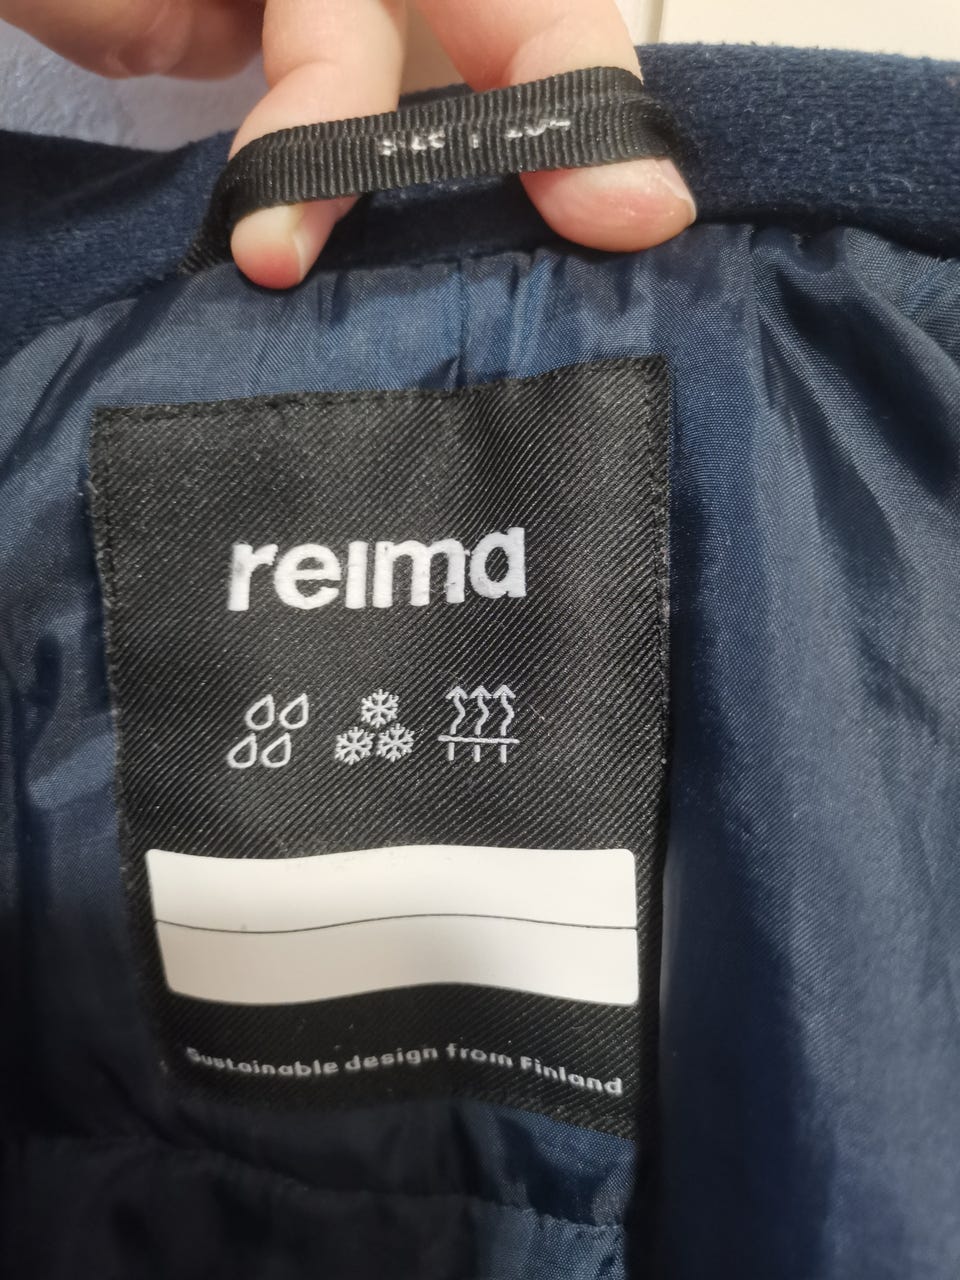 reima
Sustainable design from Finland